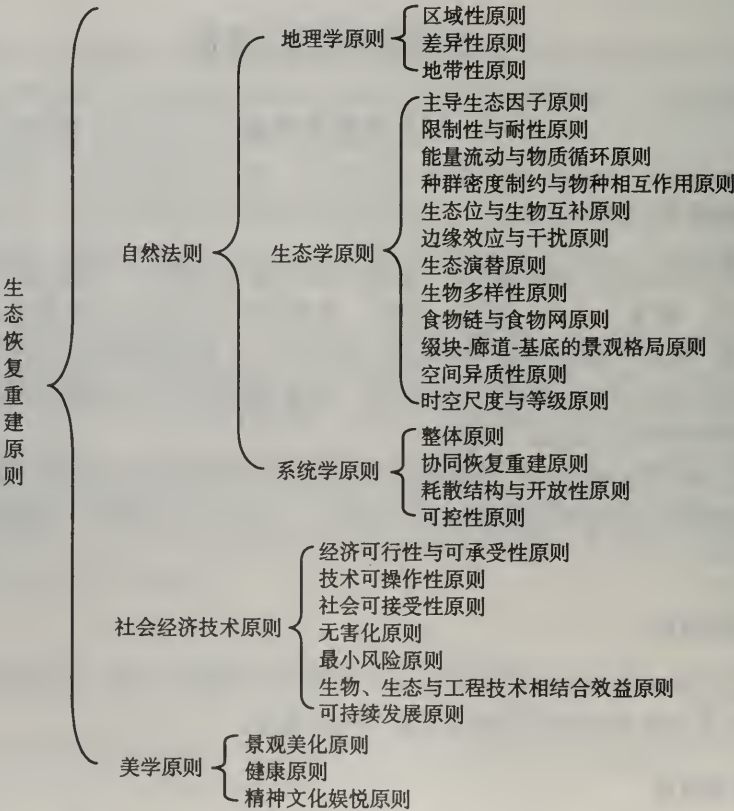 生态恢复重建原则
自然法则
地理学原则
区域性原则
差异性原则
地带性原则
生态学原则
主导生态因子原则
限制性与耐性原则
能量流动与物质循环原则
种群密度制约与物种相互作用原则
生态位与生物互补原则
边缘效应与干扰原则
生态演替原则
生物多样性原则
食物链与食物网原则
缀块-廊道-基底的景观格局原则
空间异质性原则
时空尺度与等级原则
系统学原则
整体原则
协同恢复重建原则
耗散结构与开放性原则
可控性原则
社会经济技术原则
经济可行性与可承受性原则
技术可操作性原则
社会可接受性原则
无害化原则
最小风险原则
生物、生态与工程技术相结合效益原则
可持续发展原则
美学原则
景观美化原则
健康原则
精神文化娱悦原则